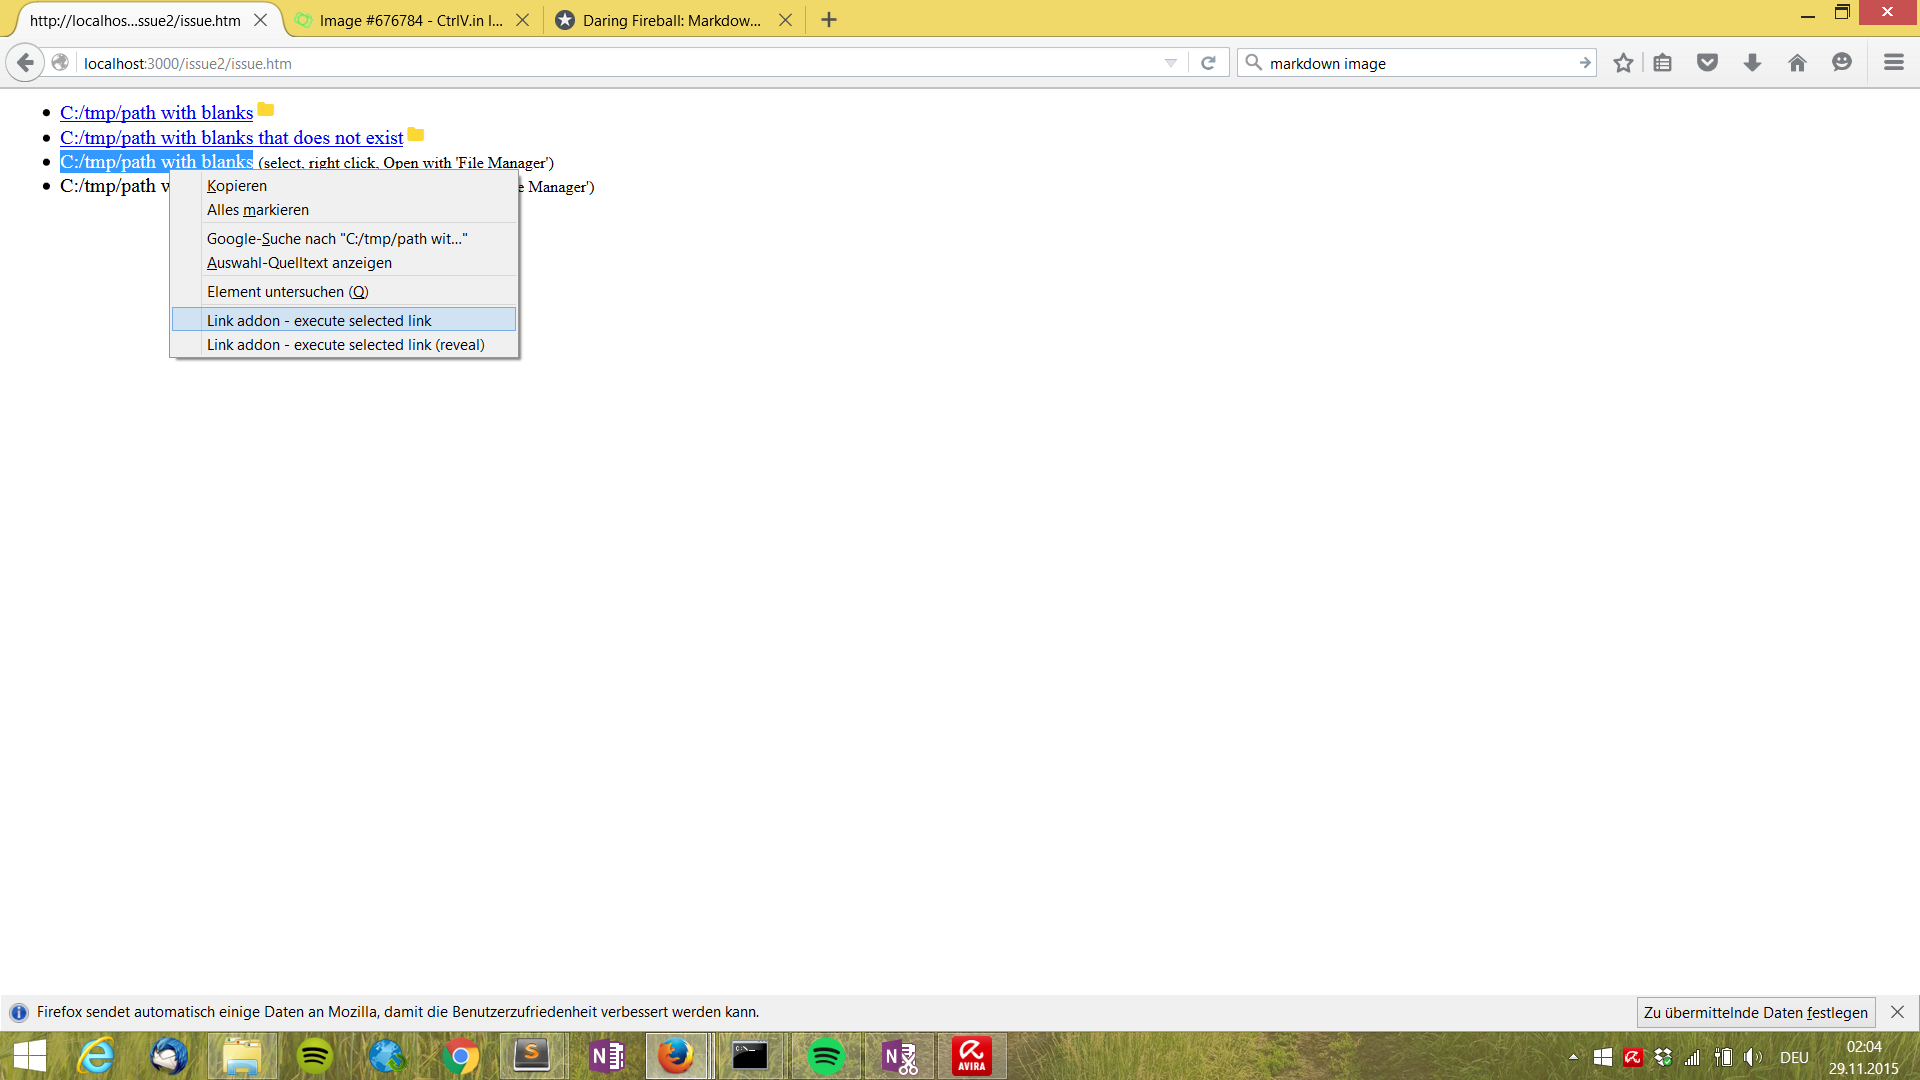 http://localhos...ssue2/issue.htm
Image #676784 - CtrlV.in I...
Daring Fireball: Markdow...
localhost:3000/issue2/issue.htm
markdown image
C:/tmp/path with blanks
C:/tmp/path with blanks that does not exist
C:/tmp/path with blanks (select, right click, Open with 'File Manager')
C:/tmp/path Manager')
Kopieren
Alles markieren
Google-Suche nach "C:/tmp/path wit..."
Auswahl-Quelltext anzeigen
Element untersuchen (Q)
Link addon - execute selected link
Link addon - execute selected link (reveal)
Firefox sendet automatisch einige Daten an Mozilla, damit die Benutzerzufriedenheit verbessert werden kann.
Zu übermittelnde Daten festlegen
AVIRA
DEU
02:04
29.11.2015